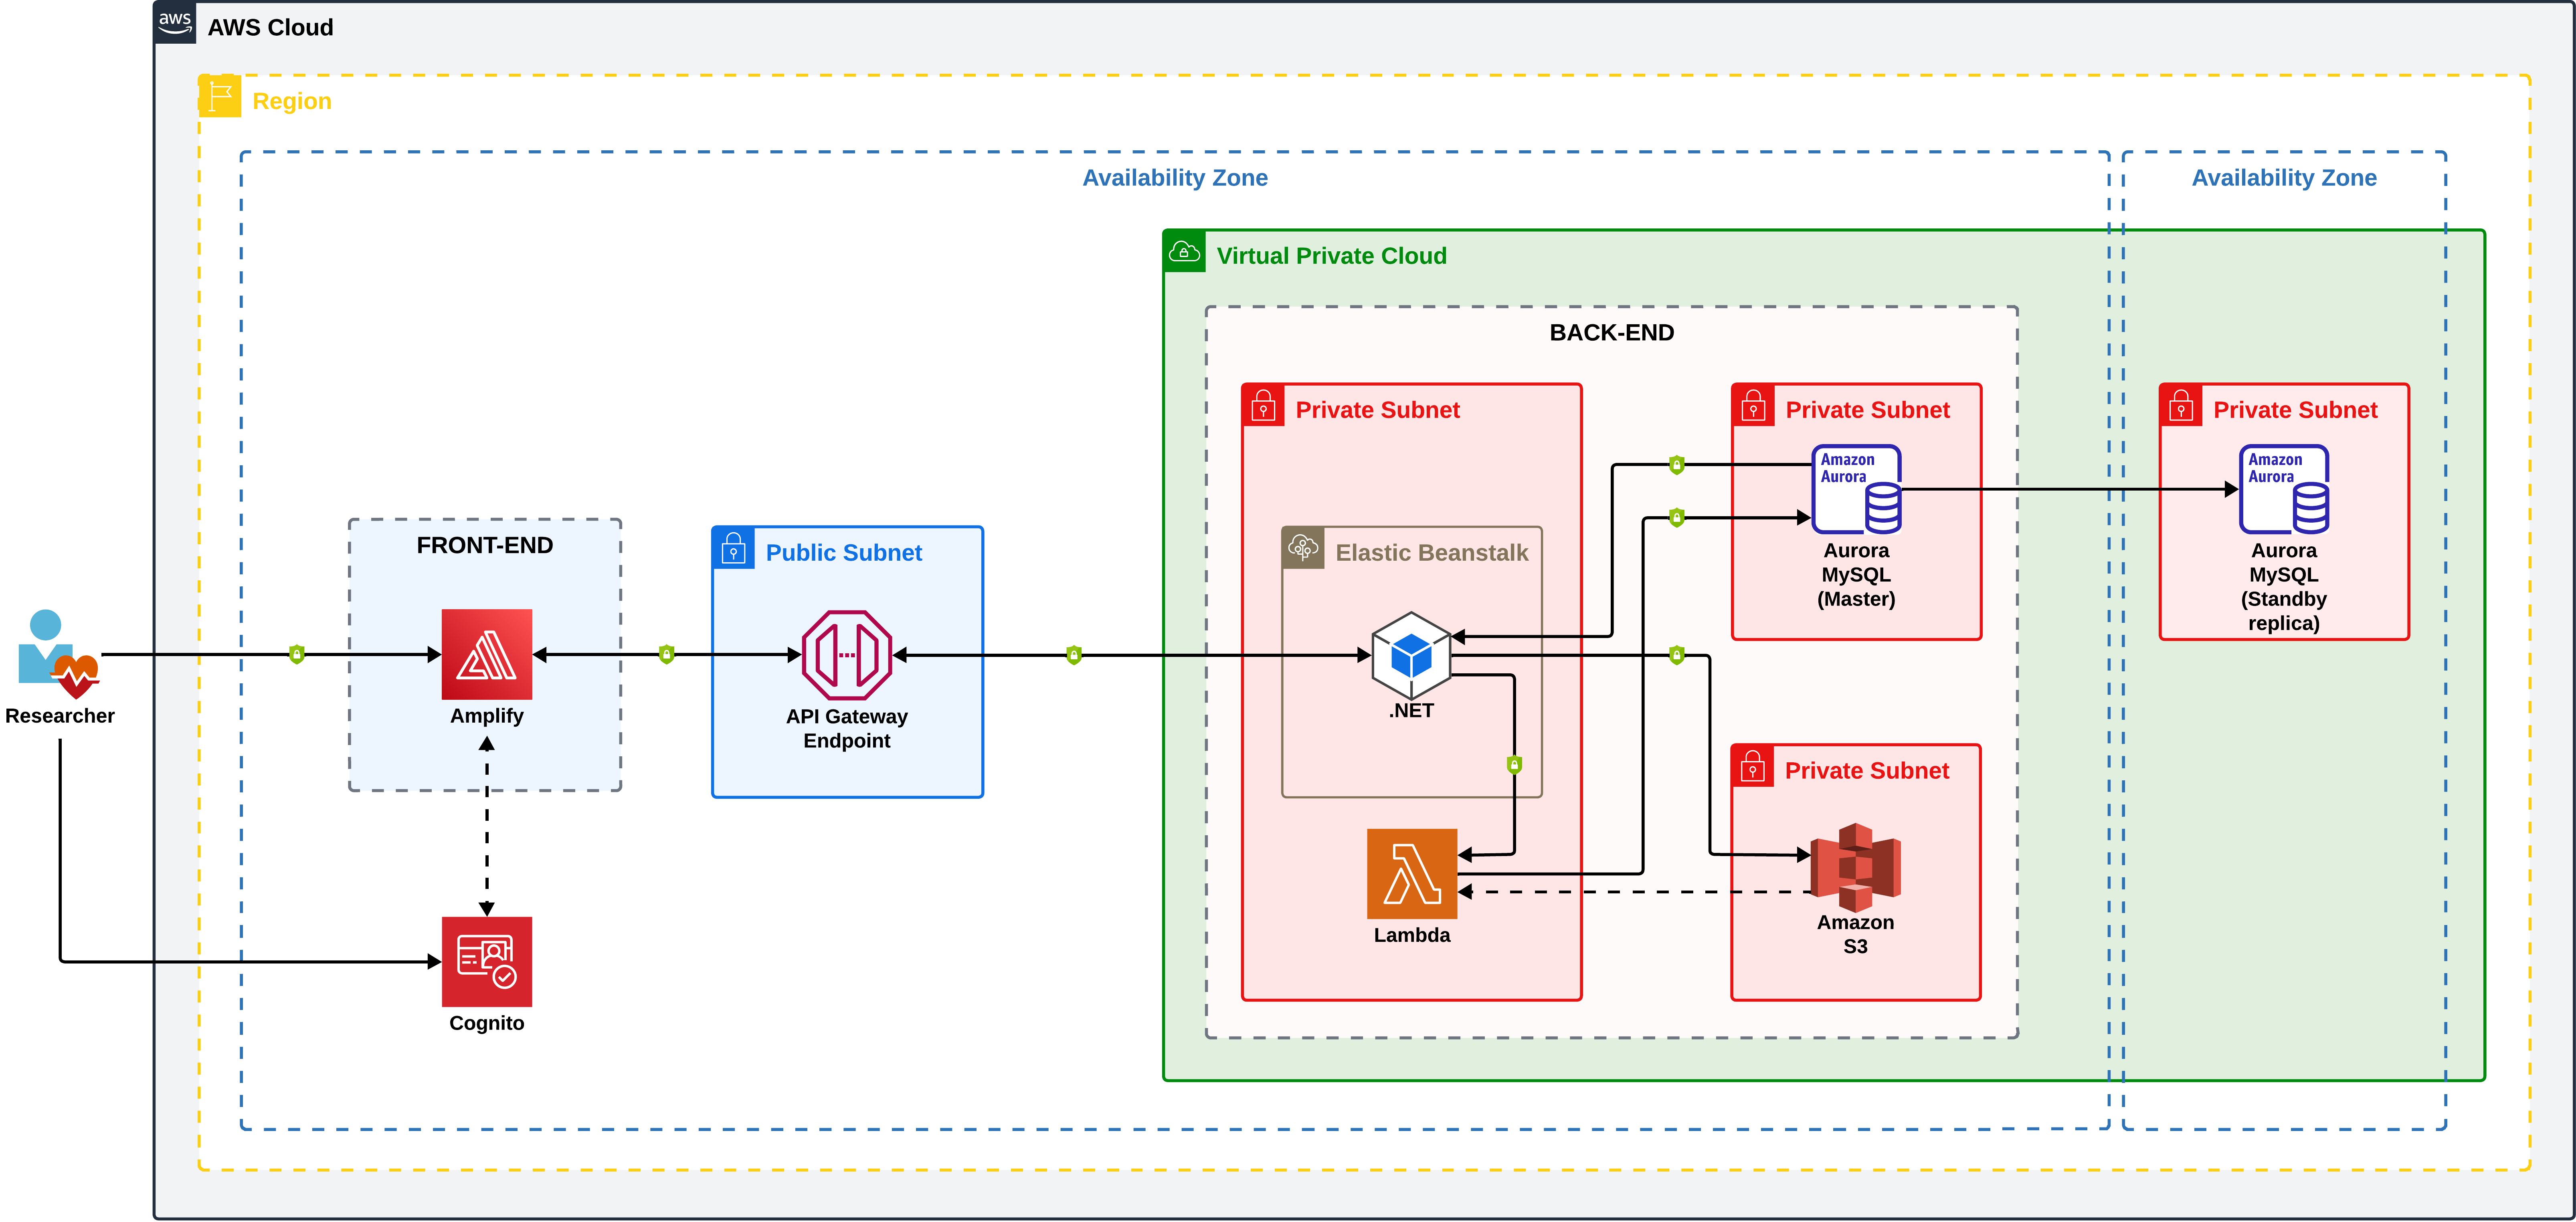 aws
AWS Cloud
Region
Availability Zone
Availability Zone
Virtual Private Cloud
BACK-END
Private Subnet
Private Subnet
Private Subnet
Amazon
Aurora
Amazon
Aurora
FRONT-END
Public Subnet
Elastic Beanstalk
Aurora
MySQL
(Master)
Aurora
MySQL
(Standby
replica)
Researcher
Amplify
API Gateway
Endpoint
.NET
Private Subnet
Lambda
Amazon
S3
Cognito